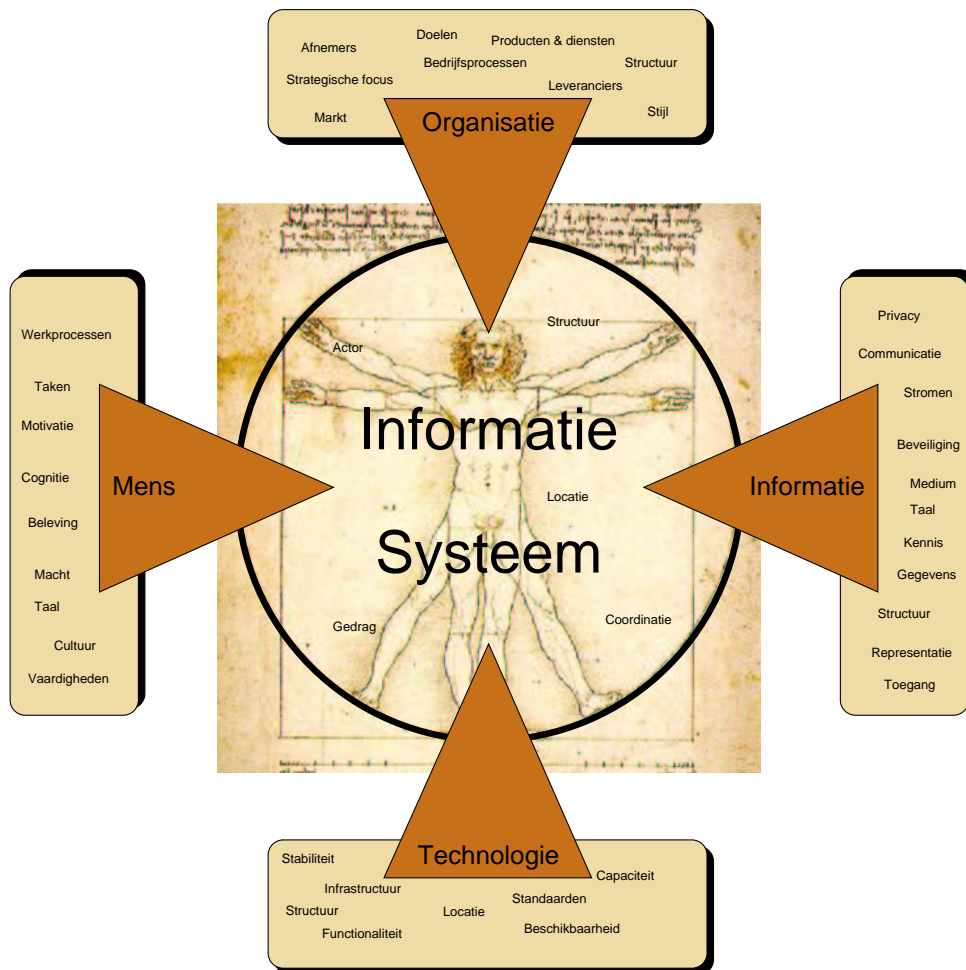 Doelen
Producten & diensten
Afnemers
Bedrijfsprocessen
Structuur
Strategische focus
Leveranciers
Markt
Organisatie
Stijl
Werkprocessen
Taken
Motivatie
Cognitie
Mens
Beleving
Macht
Taal
Cultuur
Vaardigheden
Structuur
Actor
Informatie
Locatie
Systeem
Gedrag
Coordinatie
Privacy
Communicatie
Stromen
Beveiliging
Informatie
Medium
Taal
Kennis
Gegevens
Structuur
Representatie
Toegang
Technologie
Stabiliteit
Capaciteit
Infrastructuur
Standaarden
Structuur
Locatie
Functionaliteit
Beschikbaarheid